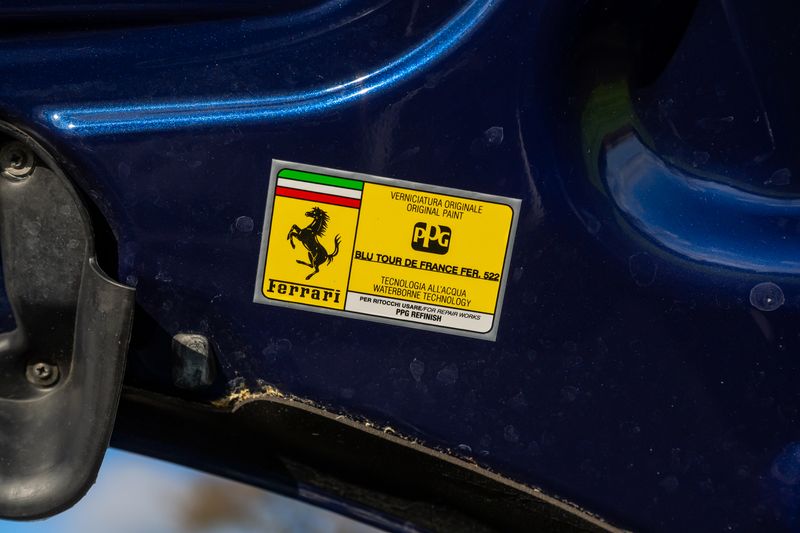 Ferrari
VERNICIATURA ORIGINALE
ORIGINAL PAINT
PPG
BLU TOUR DE FRANCE FER. 522
TECNOLOGIA ALL'ACQUA
WATERBORNE TECHNOLOGY
PER RITOCCHI USARE/FOR REPAIR WORKS
PPG REFINISH